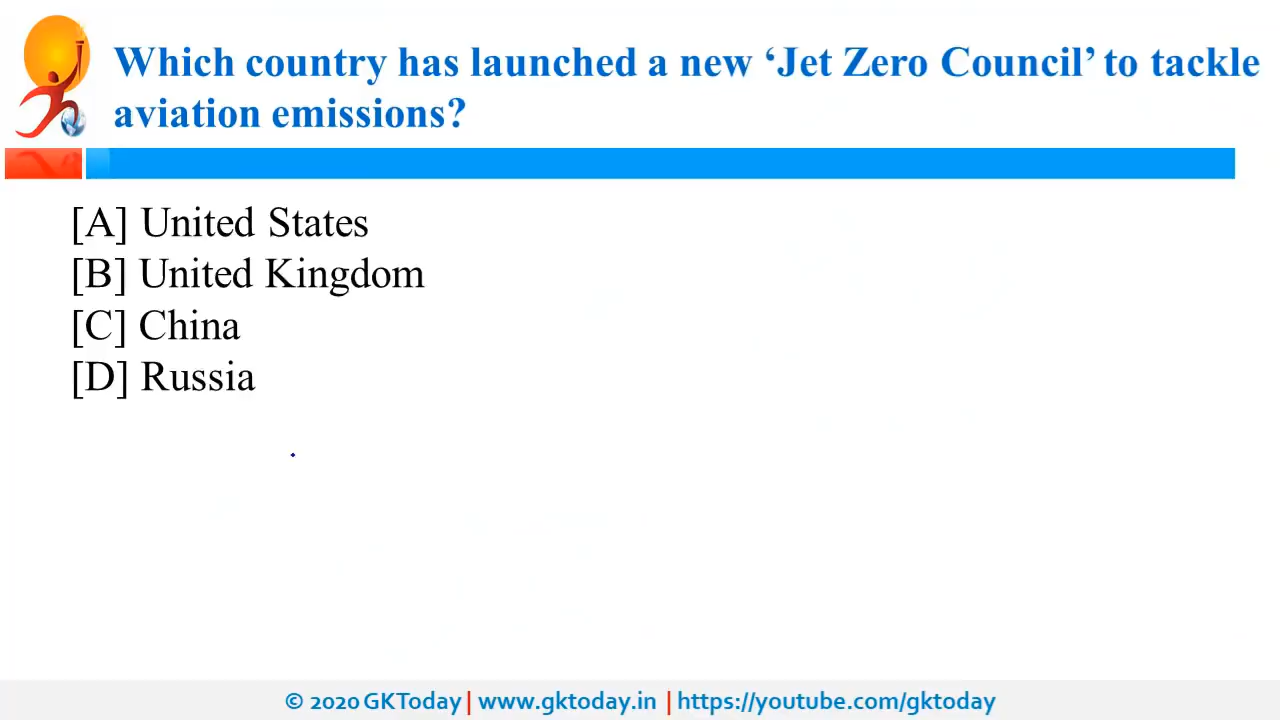 Which country has launched a new ‘Jet Zero Council’ to tackle
aviation emissions?
[A] United States
[B] United Kingdom
[C] China
[D] Russia
© 2020 GKToday | www.gktoday.in | https://youtube.com/gktoday